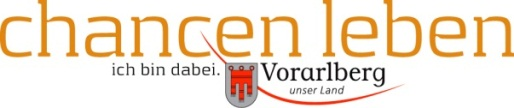 chancen leben
ich bin dabei. Vorarlberg
unser Land